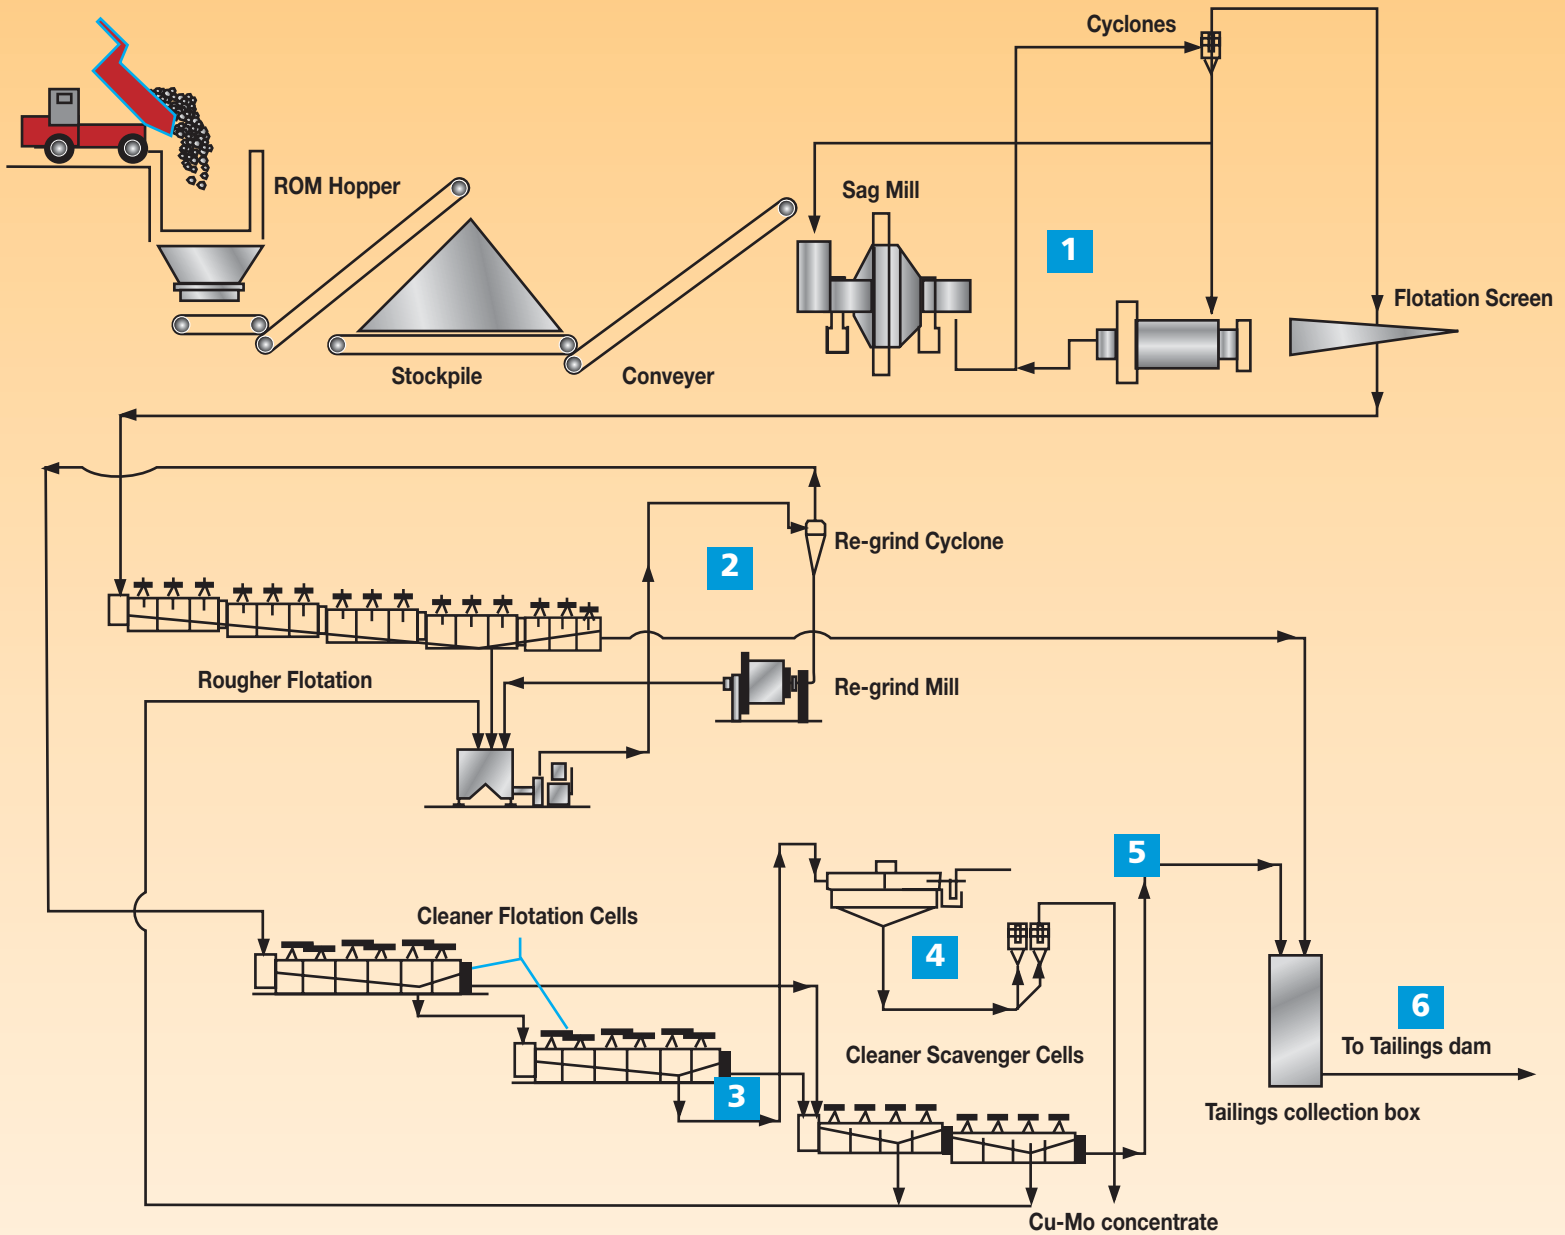 Cyclones
ROM Hopper
Sag Mill
1
Flotation Screen
Stockpile
Conveyer
2
Re-grind Cyclone
Rougher Flotation
Re-grind Mill
5
Cleaner Flotation Cells
4
6
To Tailings dam
Cleaner Scavenger Cells
3
Tailings collection box
Cu-Mo concentrate